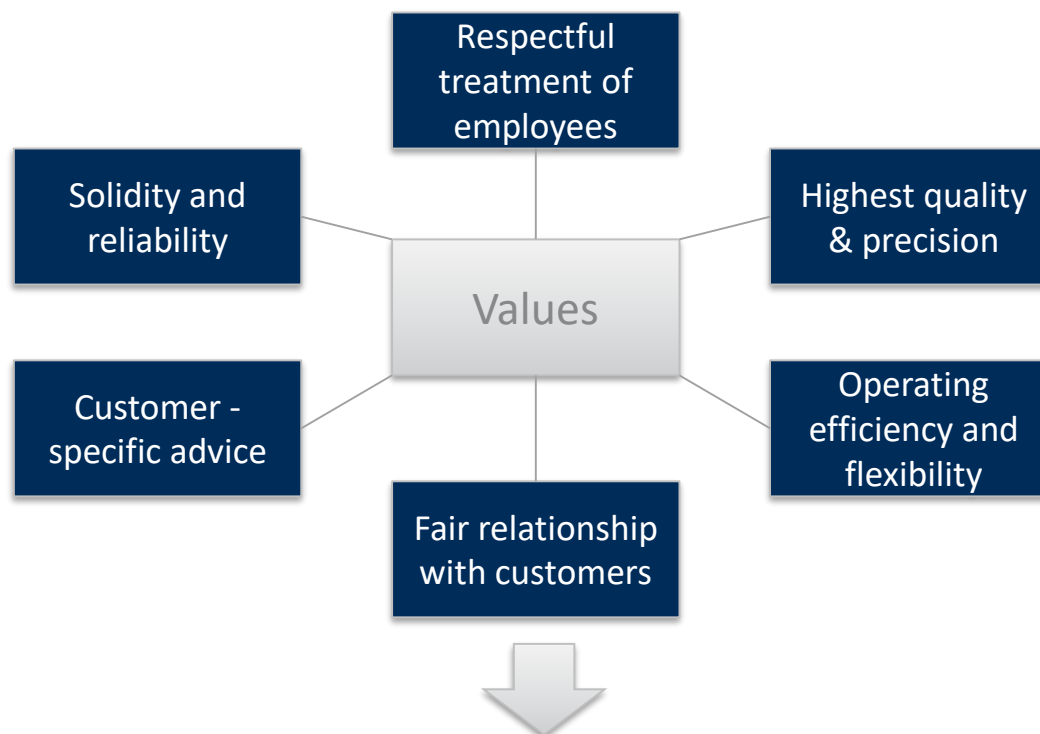 Respectful
treatment of
employees
Solidity and
reliability
Highest quality
& precision
Values
Customer -
specific advice
Operating
efficiency and
flexibility
Fair relationship
with customers